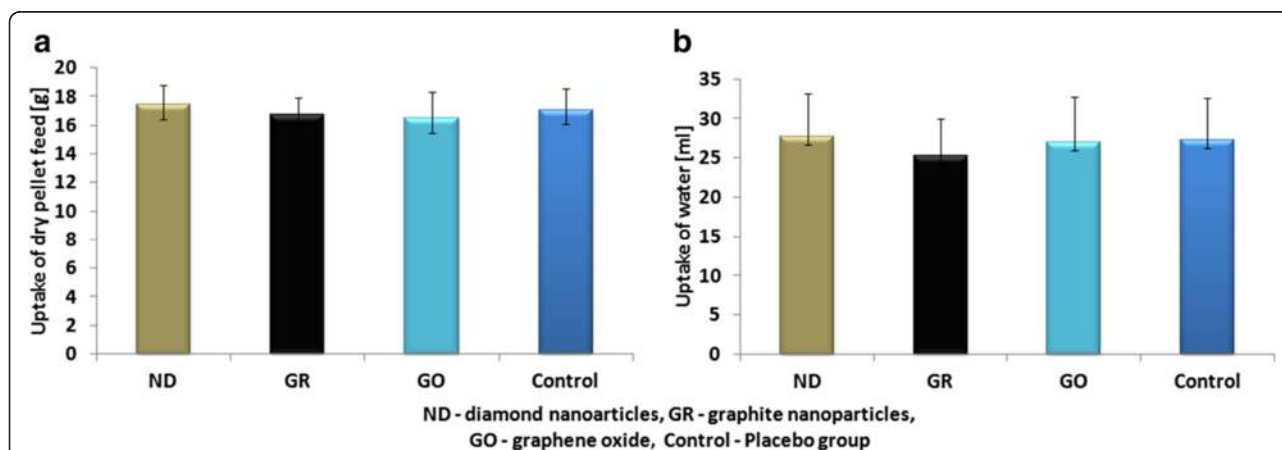 a
Uptake of dry pellet feed [g]
20
18
16
14
12
10
8
6
4
2
0
ND GR GO Control
b
Uptake of water [ml]
35
30
25
20
15
10
5
0
ND GR GO Control
ND - diamond nanoarticles, GR - graphite nanoparticles,
GO - graphene oxide, Control - Placebo group